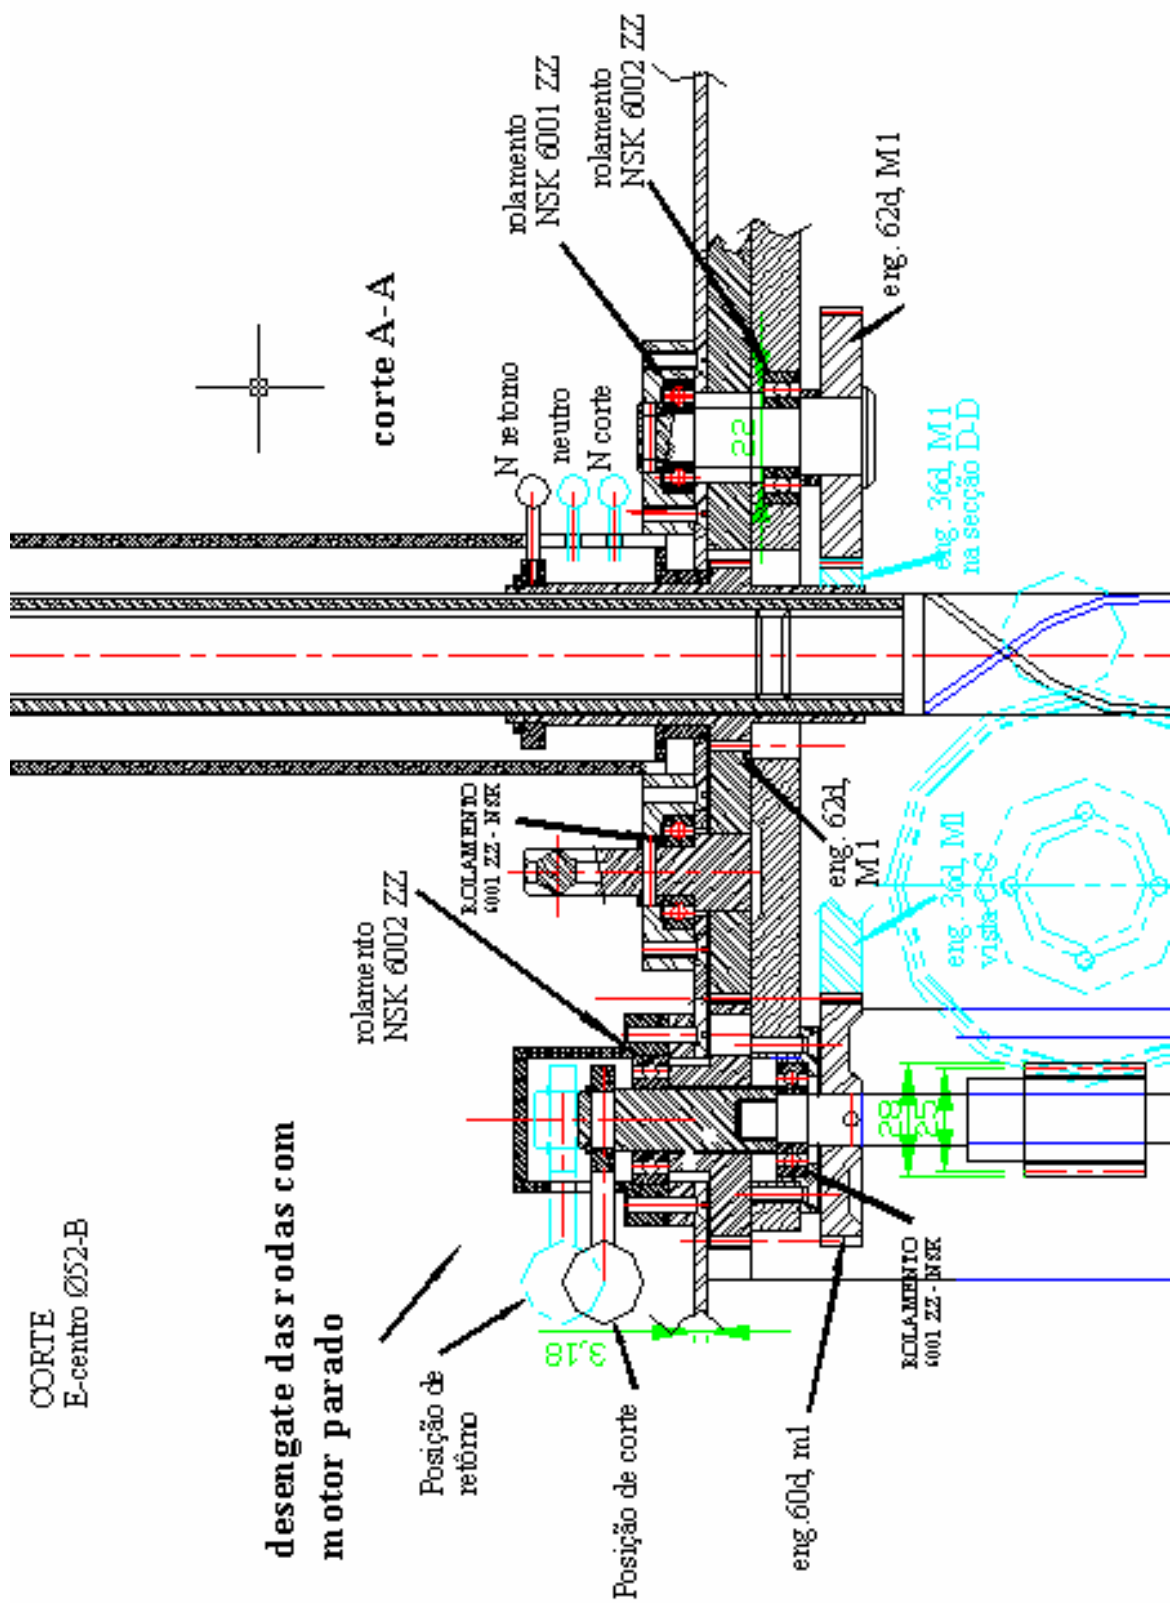 CORTE
E-centro Ø52-B
desengate das rodas com
motor parado
Posição de
retôrno
Posição de corte
eng.60d, m1
rolamento
NSK 6002 ZZ
ROLAMENTO
6001 ZZ - NSK
ROLAMENTO
6001 ZZ - NSK
3,18
28
25
eng. 62d,
M1
eng. 36d, M1
vista C-C
corte A-A
N retorno
neutro
N corte
rolamento
NSK 6001 ZZ
rolamento
NSK 6002 ZZ
22
eng. 36d, M1
na secção D-D
eng. 62d, M1